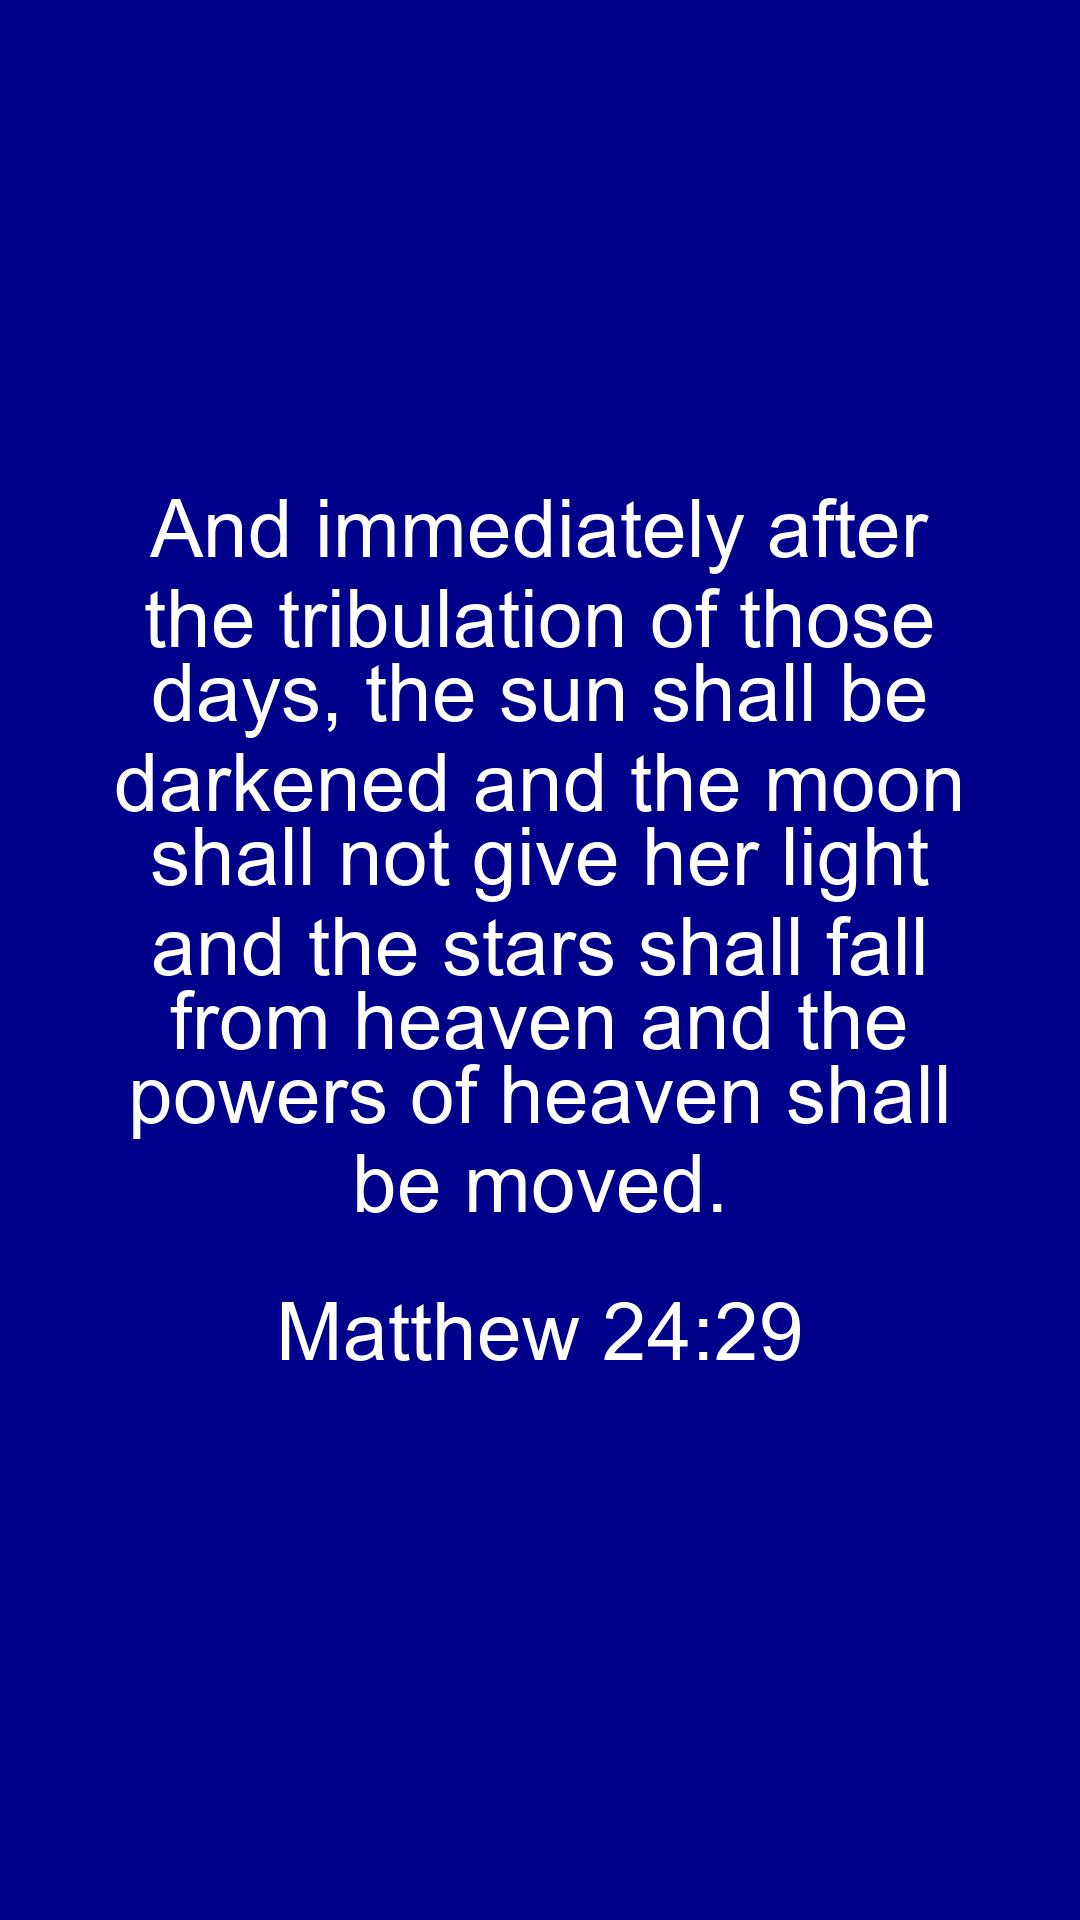 And immediately after
the tribulation of those
days, the sun shall be
darkened and the moon
shall not give her light
and the stars shall fall
from heaven and the
powers of heaven shall
be moved.
Matthew 24:29